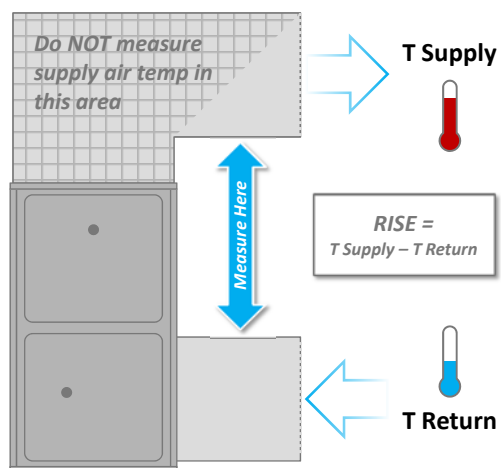 Do NOT measure
supply air temp in
this area
T Supply
Measure Here
RISE =
T Supply – T Return
T Return